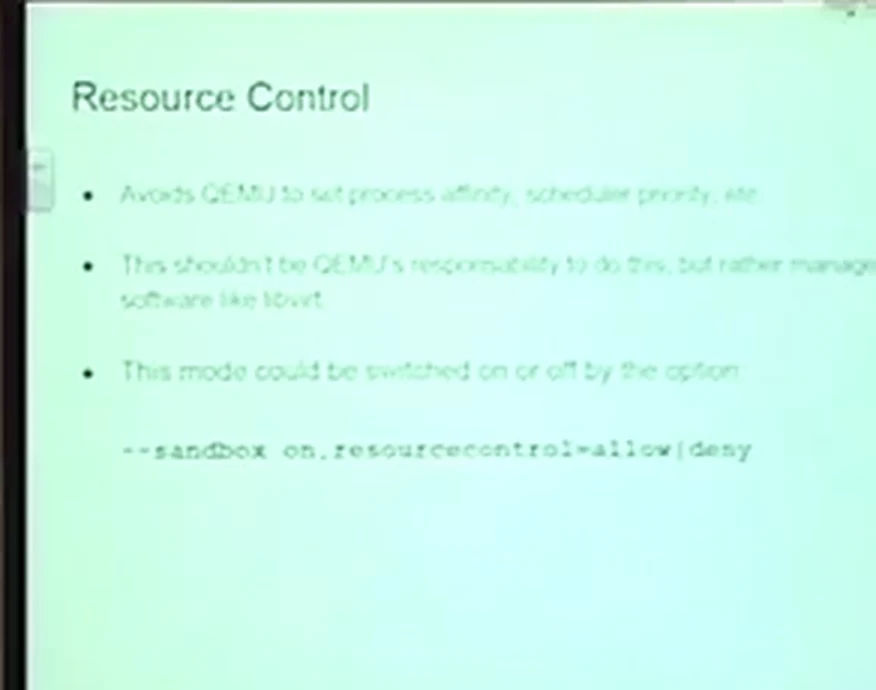 Resource Control
• Avoids QEMU to set process affinity, scheduler priority, etc
• This shouldn't be QEMU's responsibility to do this, but rather manage
software like libvirt
• This mode could be switched on or off by the option:
--sandbox on,resourcecontrol=allow|deny